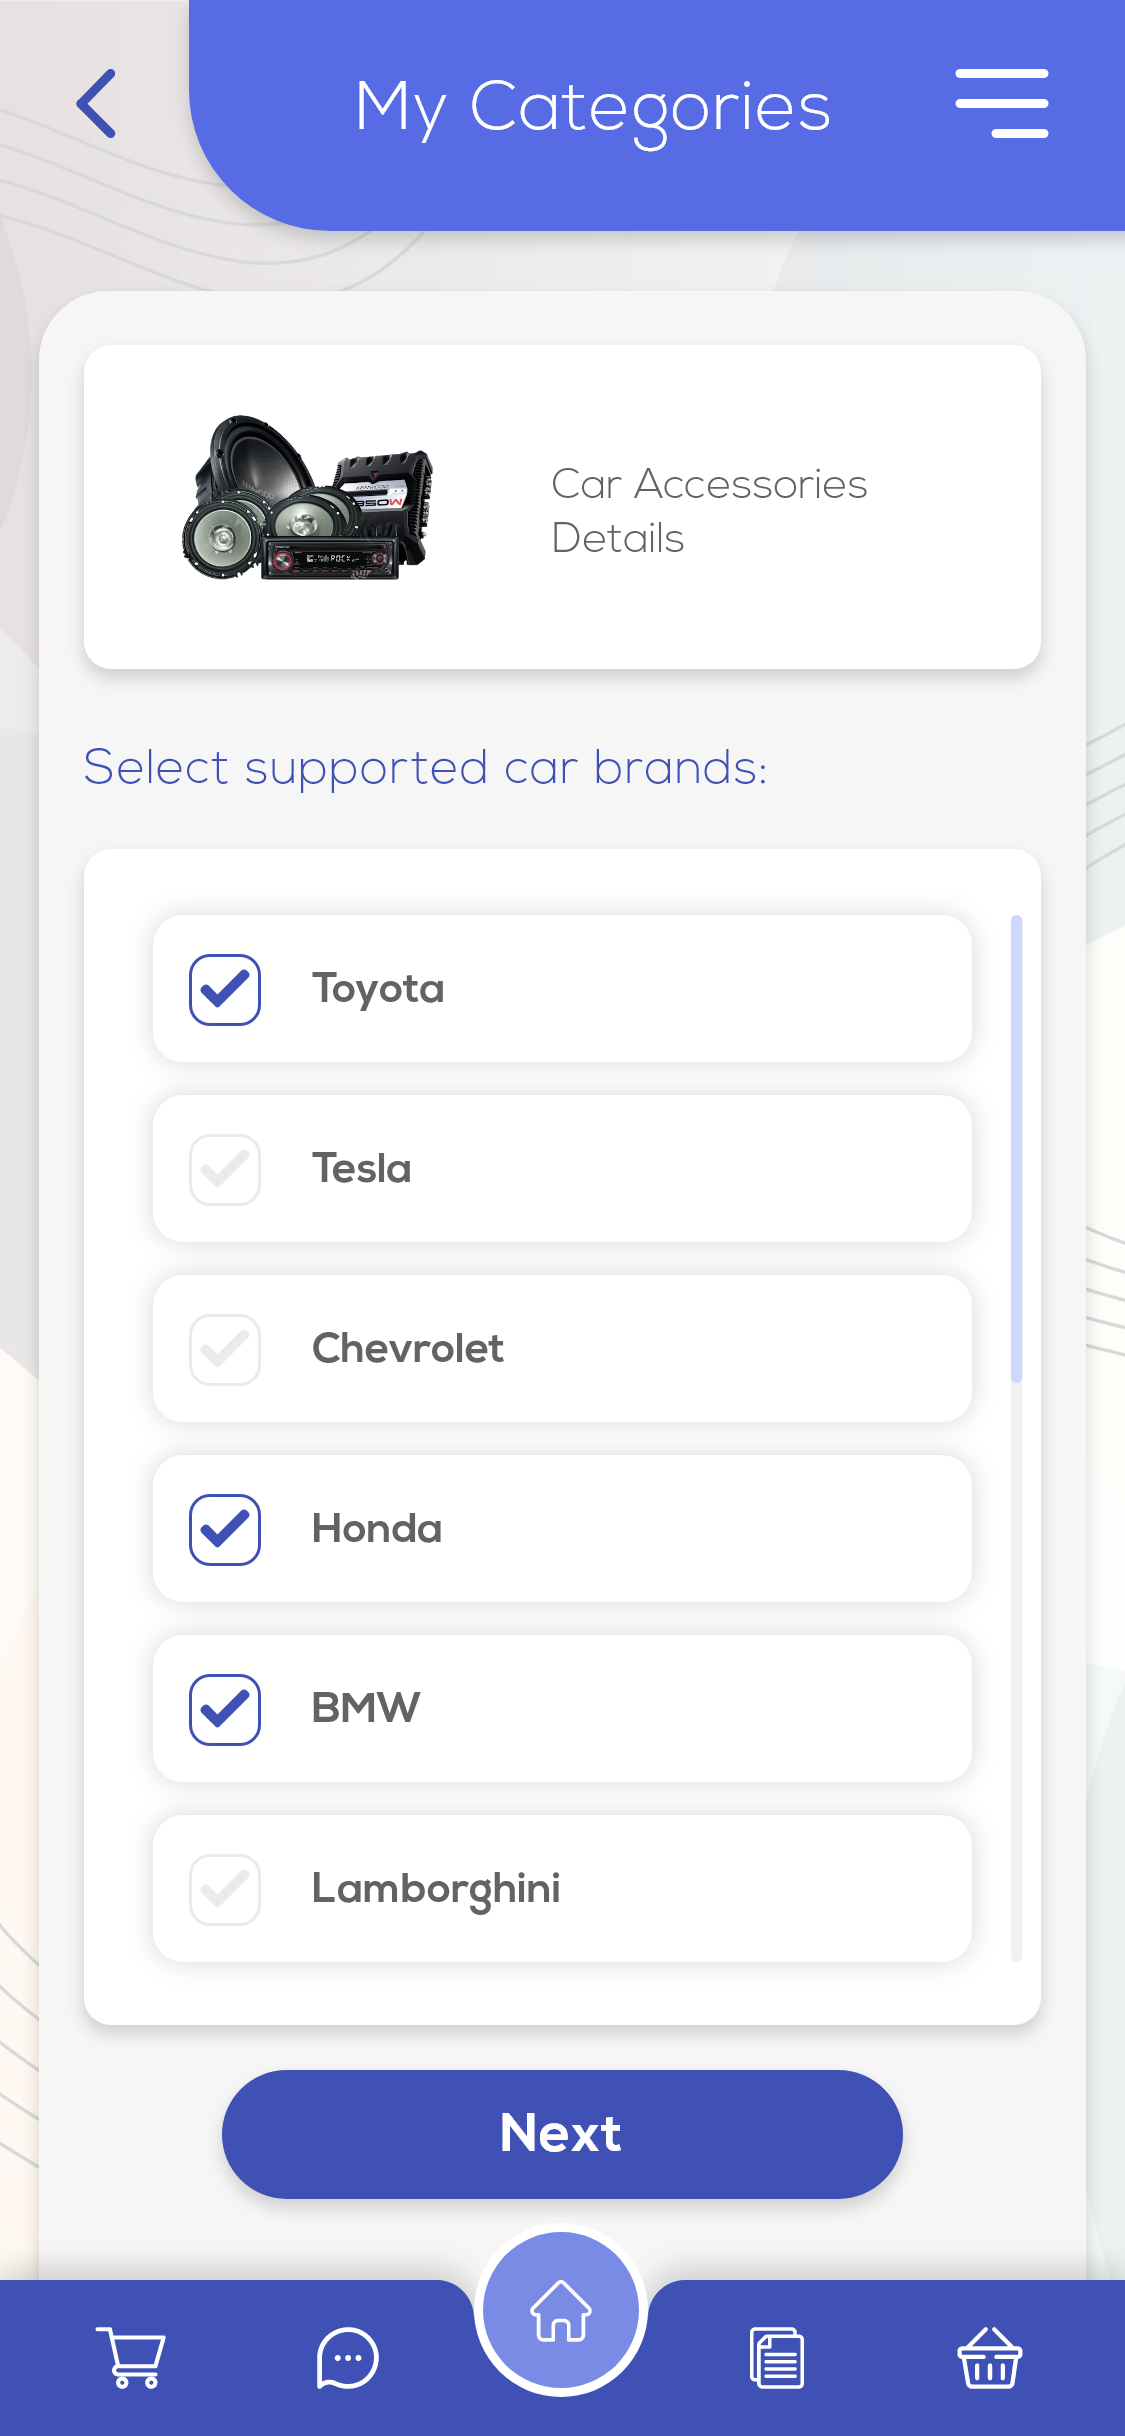 My Categories
Car Accessories
Details
Select supported car brands:
Toyota
Tesla
Chevrolet
Honda
BMW
Lamborghini
Next